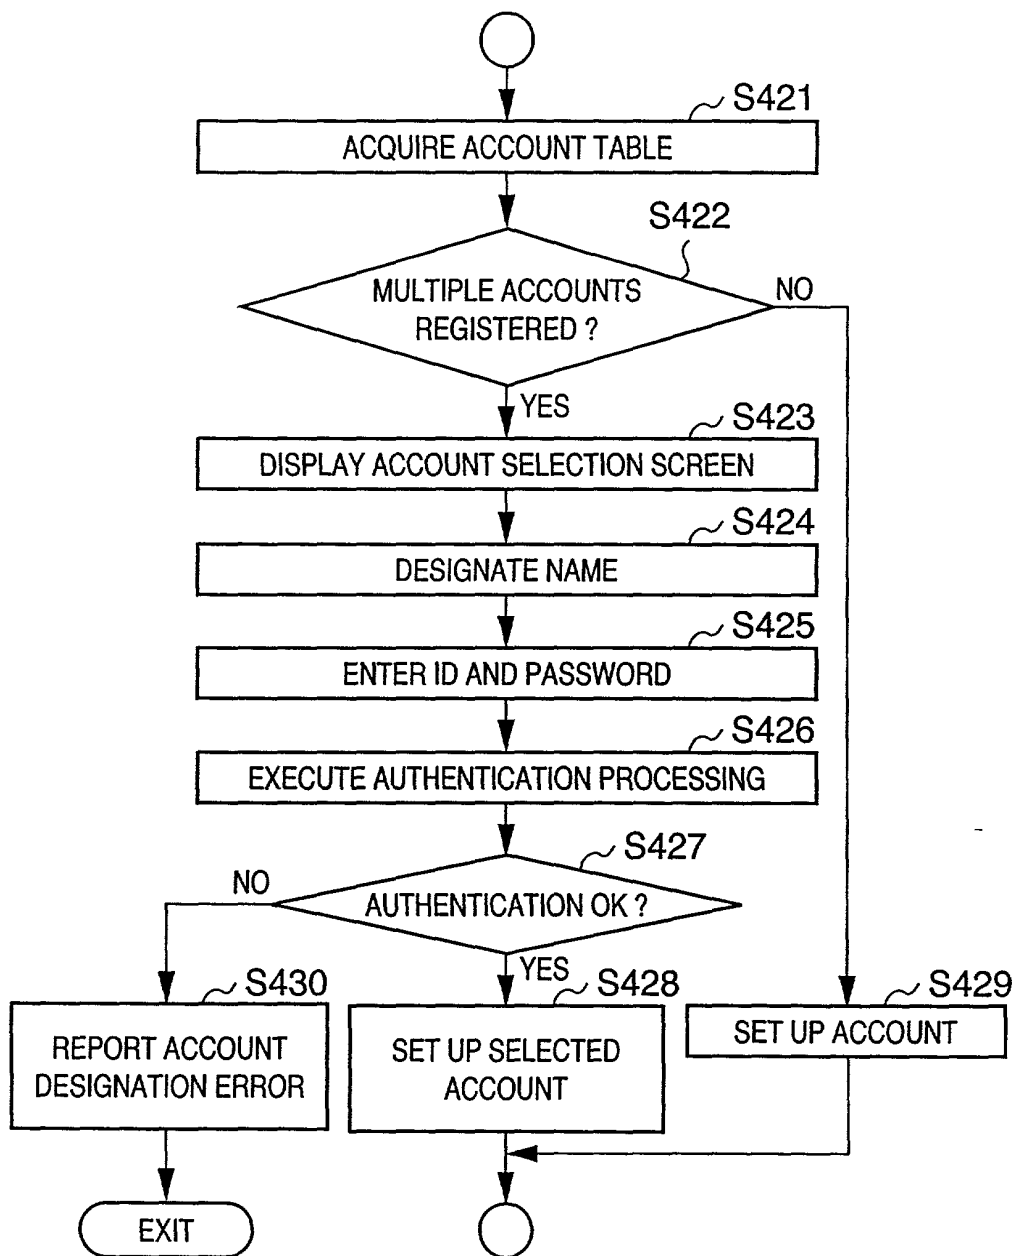 S421
ACQUIRE ACCOUNT TABLE
S422
MULTIPLE ACCOUNTS
REGISTERED ?
NO
YES
S423
DISPLAY ACCOUNT SELECTION SCREEN
S424
DESIGNATE NAME
S425
ENTER ID AND PASSWORD
S426
EXECUTE AUTHENTICATION PROCESSING
S427
AUTHENTICATION OK ?
NO
YES
S430
REPORT ACCOUNT
DESIGNATION ERROR
S428
SET UP SELECTED
ACCOUNT
S429
SET UP ACCOUNT
EXIT